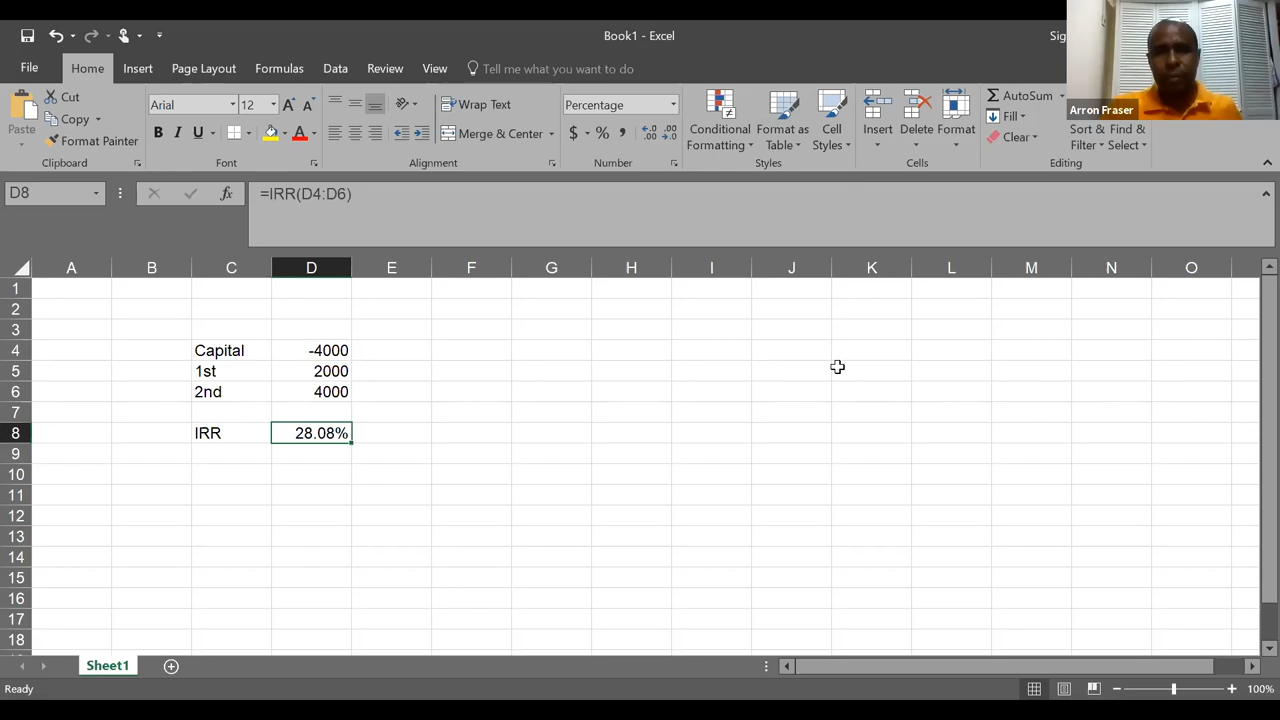 Book1 - Excel
Sig
File Home Insert Page Layout Formulas Data Review View Tell me what you want to do
Paste
Cut
Copy
Format Painter
Clipboard
Arial 12
B I U
Font
Wrap Text
Merge & Center
Alignment
Percentage
$ % ,
Number
Conditional Formatting
Format as Table
Cell Styles
Styles
Insert
Delete
Format
Cells
AutoSum
Fill
Clear
Sort & Filter
Find & Select
Editing
Arron Fraser
D8 fx =IRR(D4:D6)
A B C D E F G H I J K L M N O
1
2
3
4 Capital -4000
5 1st 2000
6 2nd 4000
7
8 IRR 28.08%
9
10
11
12
13
14
15
16
17
18
Sheet1
Ready 100%